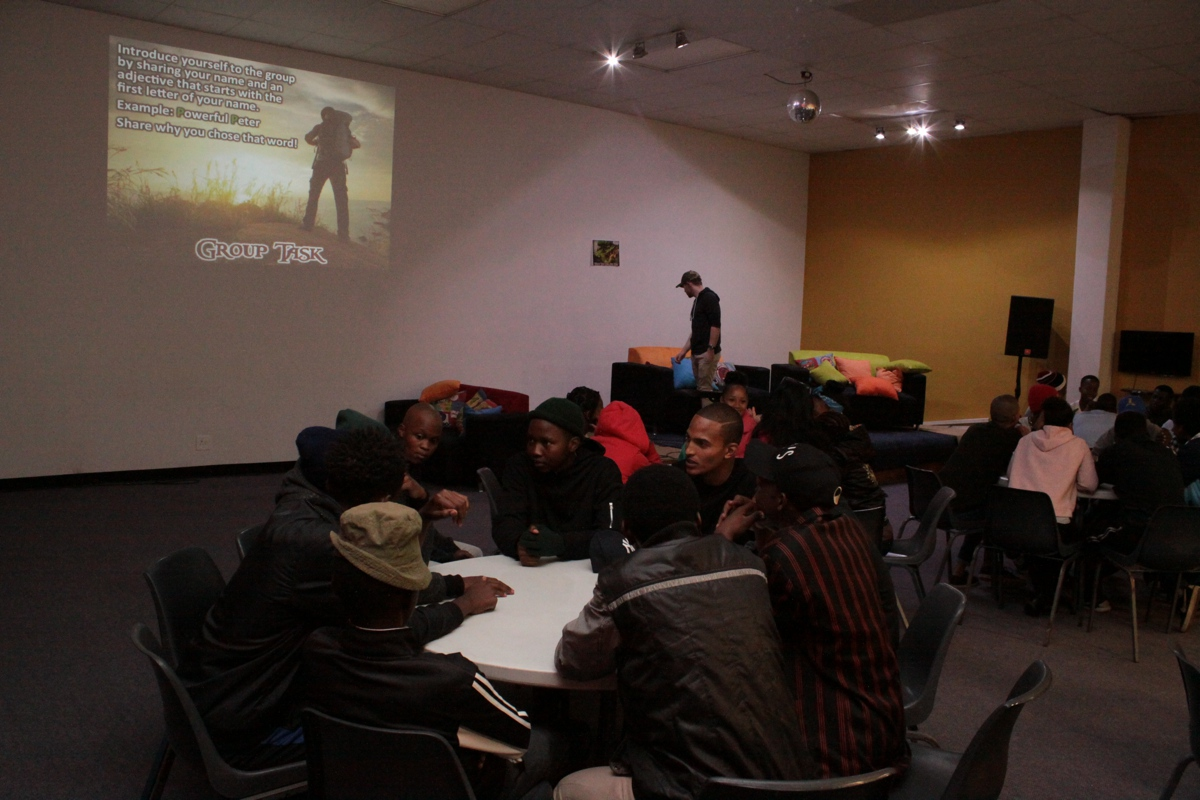 Introduce yourself to the group
by sharing your name and an
adjective that starts with the
first letter of your name.
Example: Powerful Peter
Share why you chose that word!
Group Task